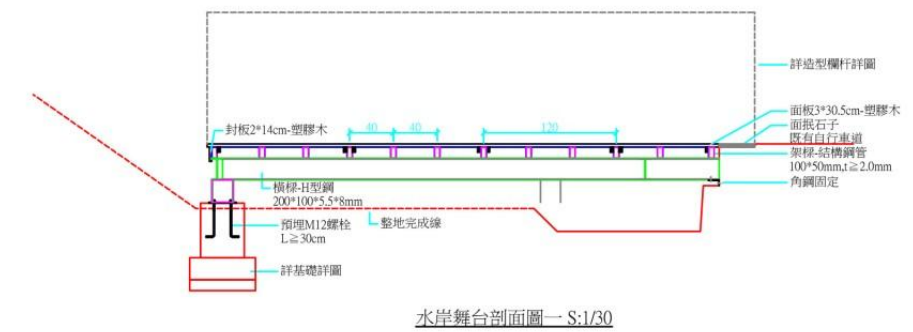 詳造型欄杆詳圖
封板2*14cm-塑膠木
40
40
120
面板3*30.5cm-塑膠木
面抿石子
既有自行車道
架樑-結構鋼管
100*50mm,t≧2.0mm
角鋼固定
橫樑-H型鋼
200*100*5.5*8mm
預埋M12螺栓
L≧30cm
整地完成線
詳基礎詳圖
水岸舞台剖面圖一 S:1/30